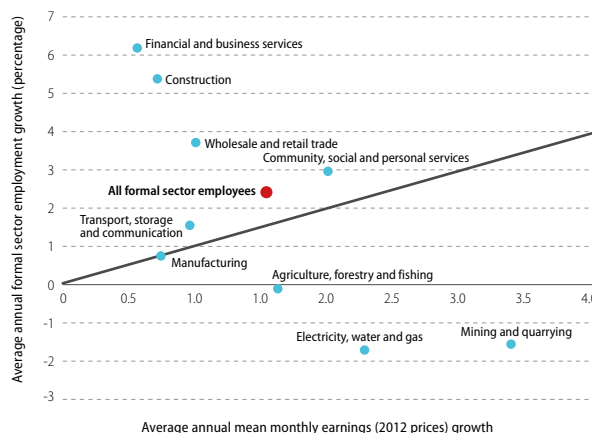 Average annual formal sector employment growth (percentage)
7
6
5
4
3
2
1
0
-1
-2
-3
Financial and business services
Construction
Wholesale and retail trade
Community, social and personal services
All formal sector employees
Transport, storage
and communication
Manufacturing
Agriculture, forestry and fishing
Electricity, water and gas
Mining and quarrying
0 0.5 1.0 1.0 2.0 2.5 3.0 3.5 4.0
Average annual mean monthly earnings (2012 prices) growth